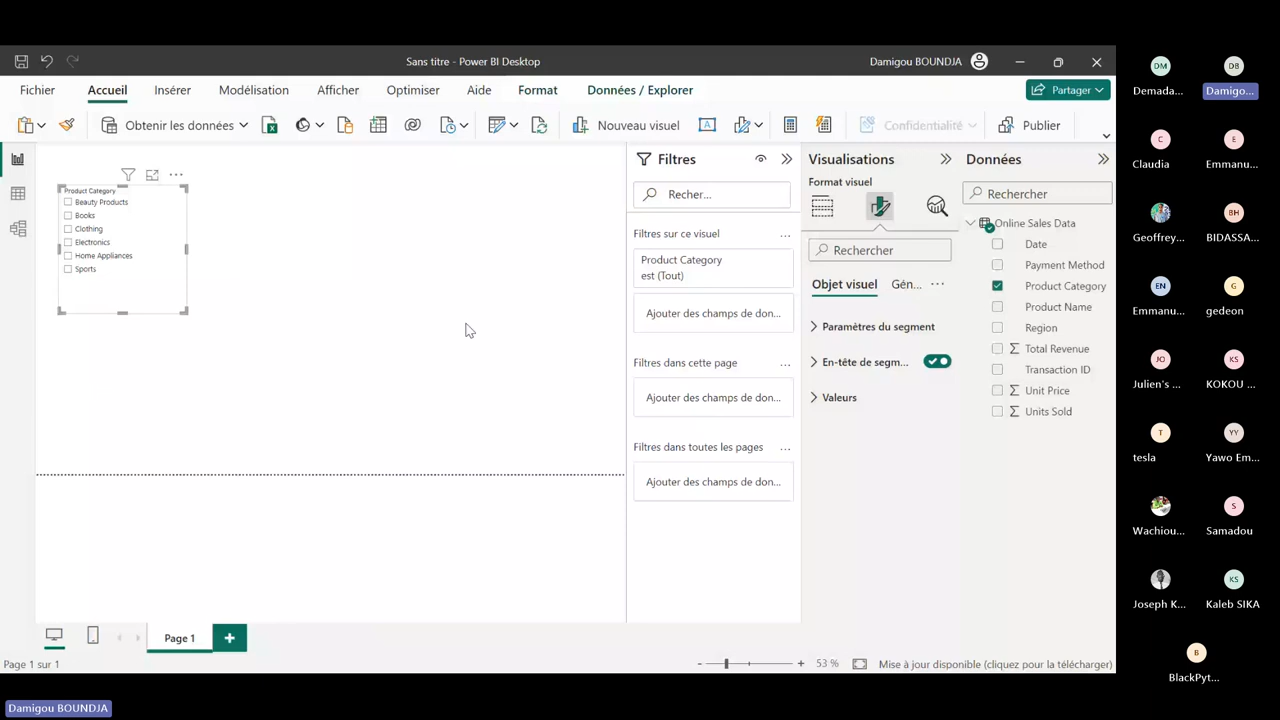 Sans titre - Power BI Desktop
Damigou BOUNDJA
Fichier
Accueil
Insérer
Modélisation
Afficher
Optimiser
Aide
Format
Données / Explorer
Partager
Obtenir les données
Nouveau visuel
Confidentialité
Publier
Product Category
Beauty Products
Books
Clothing
Electronics
Home Appliances
Sports
Filtres
Recher...
Filtres sur ce visuel
...
Product Category
est (Tout)
Ajouter des champs de don...
Filtres dans cette page
...
Ajouter des champs de don...
Filtres dans toutes les pages
...
Ajouter des champs de don...
Visualisations
Format visuel
Rechercher
Objet visuel
Gén...
...
Paramètres du segment
En-tête de segm...
Valeurs
Données
Rechercher
Online Sales Data
Date
Payment Method
Product Category
Product Name
Region
Σ Total Revenue
Transaction ID
Σ Unit Price
Σ Units Sold
Page 1
+
Page 1 sur 1
- + 53 %
Mise à jour disponible (cliquez pour la télécharger)
DM
Demada...
DB
Damigo...
C
Claudia
E
Emmanu...
Geoffrey...
BH
BIDASSA...
EN
Emmanu...
G
gedeon
JO
Julien's ...
KS
KOKOU ...
T
tesla
YY
Yawo Em...
Wachiou...
S
Samadou
Joseph K...
KS
Kaleb SIKA
B
BlackPyt...
Damigou BOUNDJA